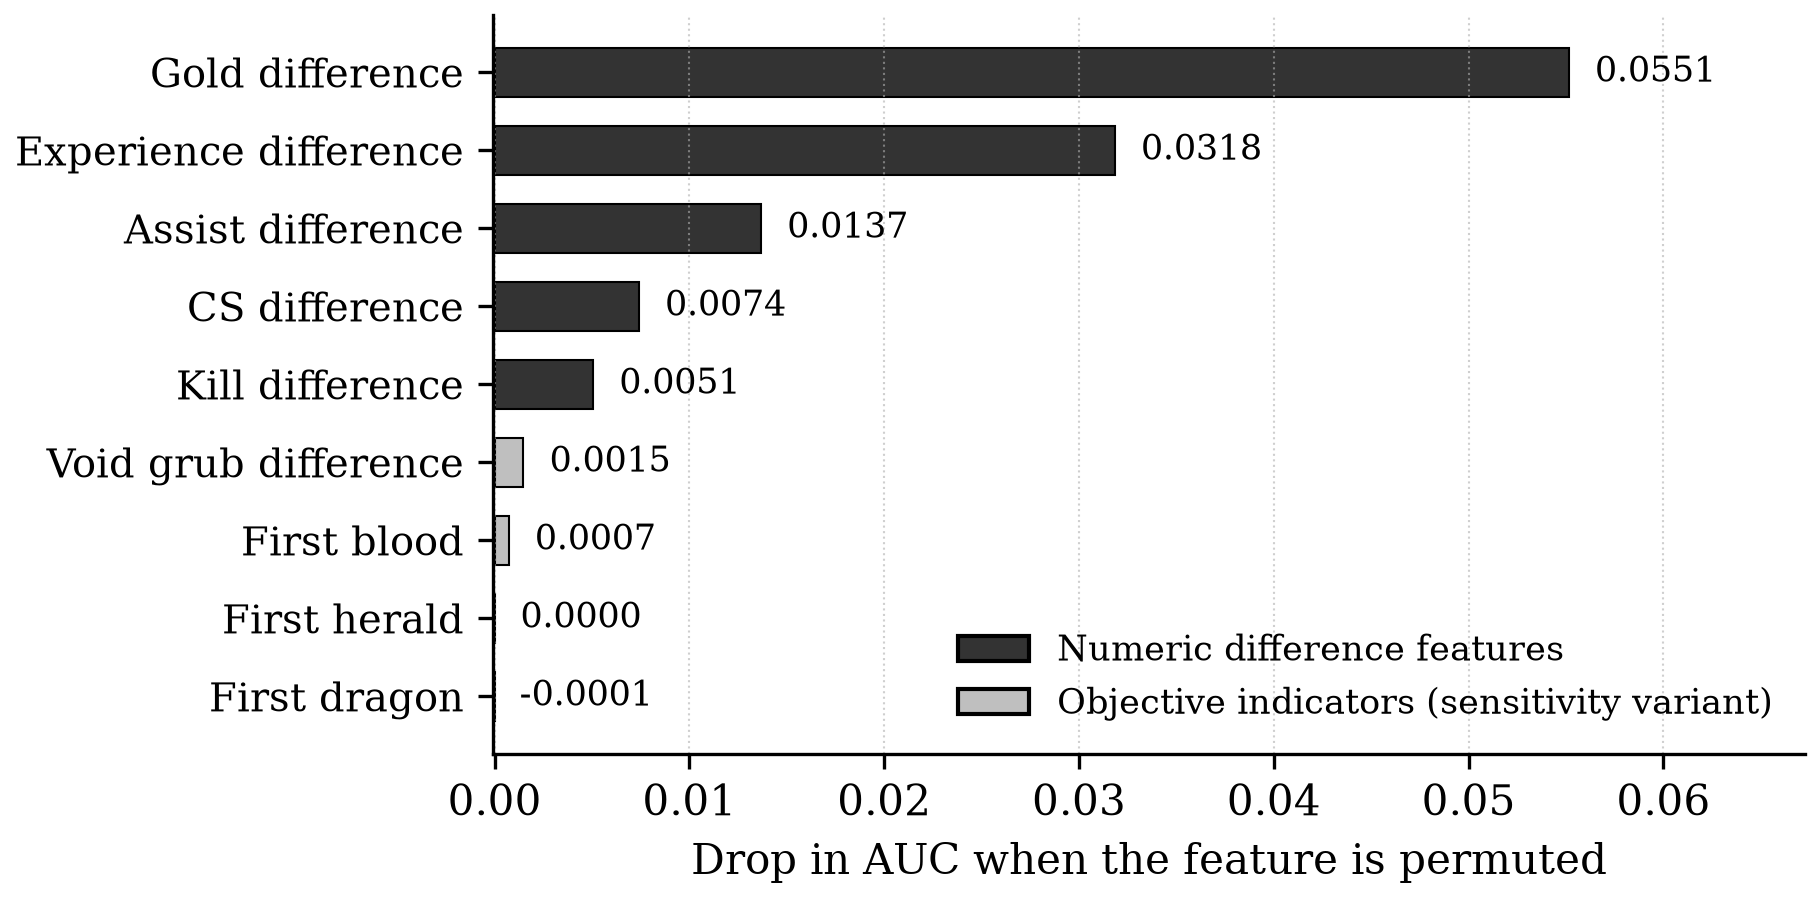 Gold difference 0.0551
Experience difference 0.0318
Assist difference 0.0137
CS difference 0.0074
Kill difference 0.0051
Void grub difference 0.0015
First blood 0.0007
First herald 0.0000
First dragon -0.0001
Numeric difference features
Objective indicators (sensitivity variant)
0.00 0.01 0.02 0.03 0.04 0.05 0.06
Drop in AUC when the feature is permuted